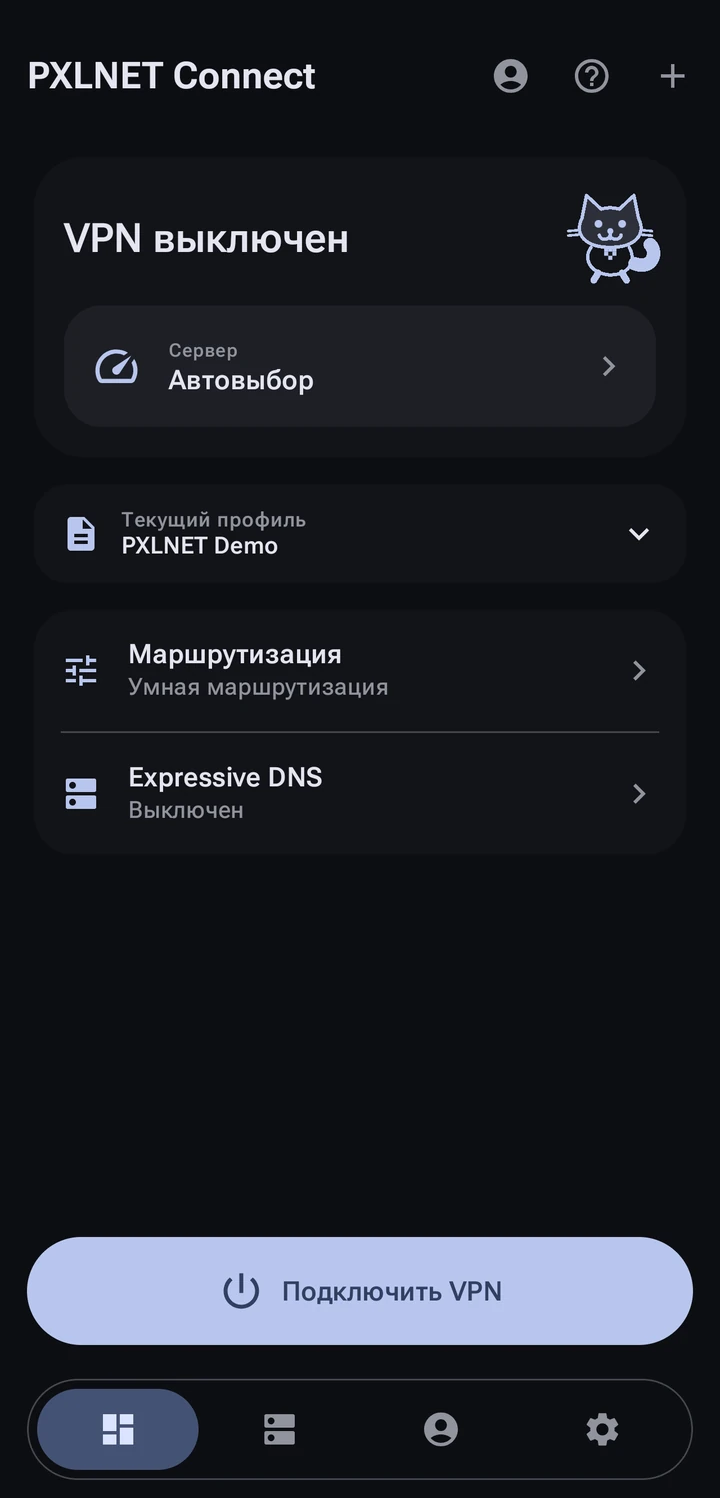 PXLNET Connect
VPN выключен
Сервер
Автовыбор
Текущий профиль
PXLNET Demo
Маршрутизация
Умная маршрутизация
Expressive DNS
Выключен
Подключить VPN